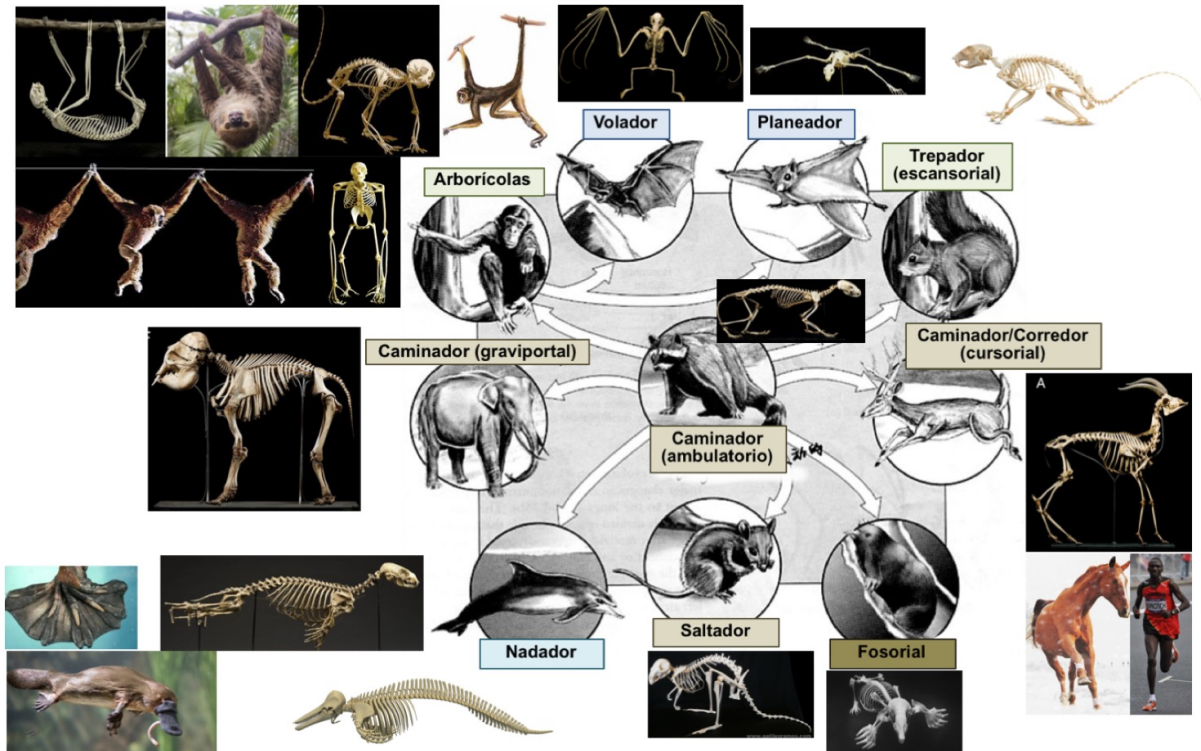 Volador
Planeador
Trepador
(escansorial)
Arborícolas
Caminador (graviportal)
Caminador/Corredor
(cursorial)
A
Caminador
(ambulatorio)
Nadador
Saltador
Fosorial